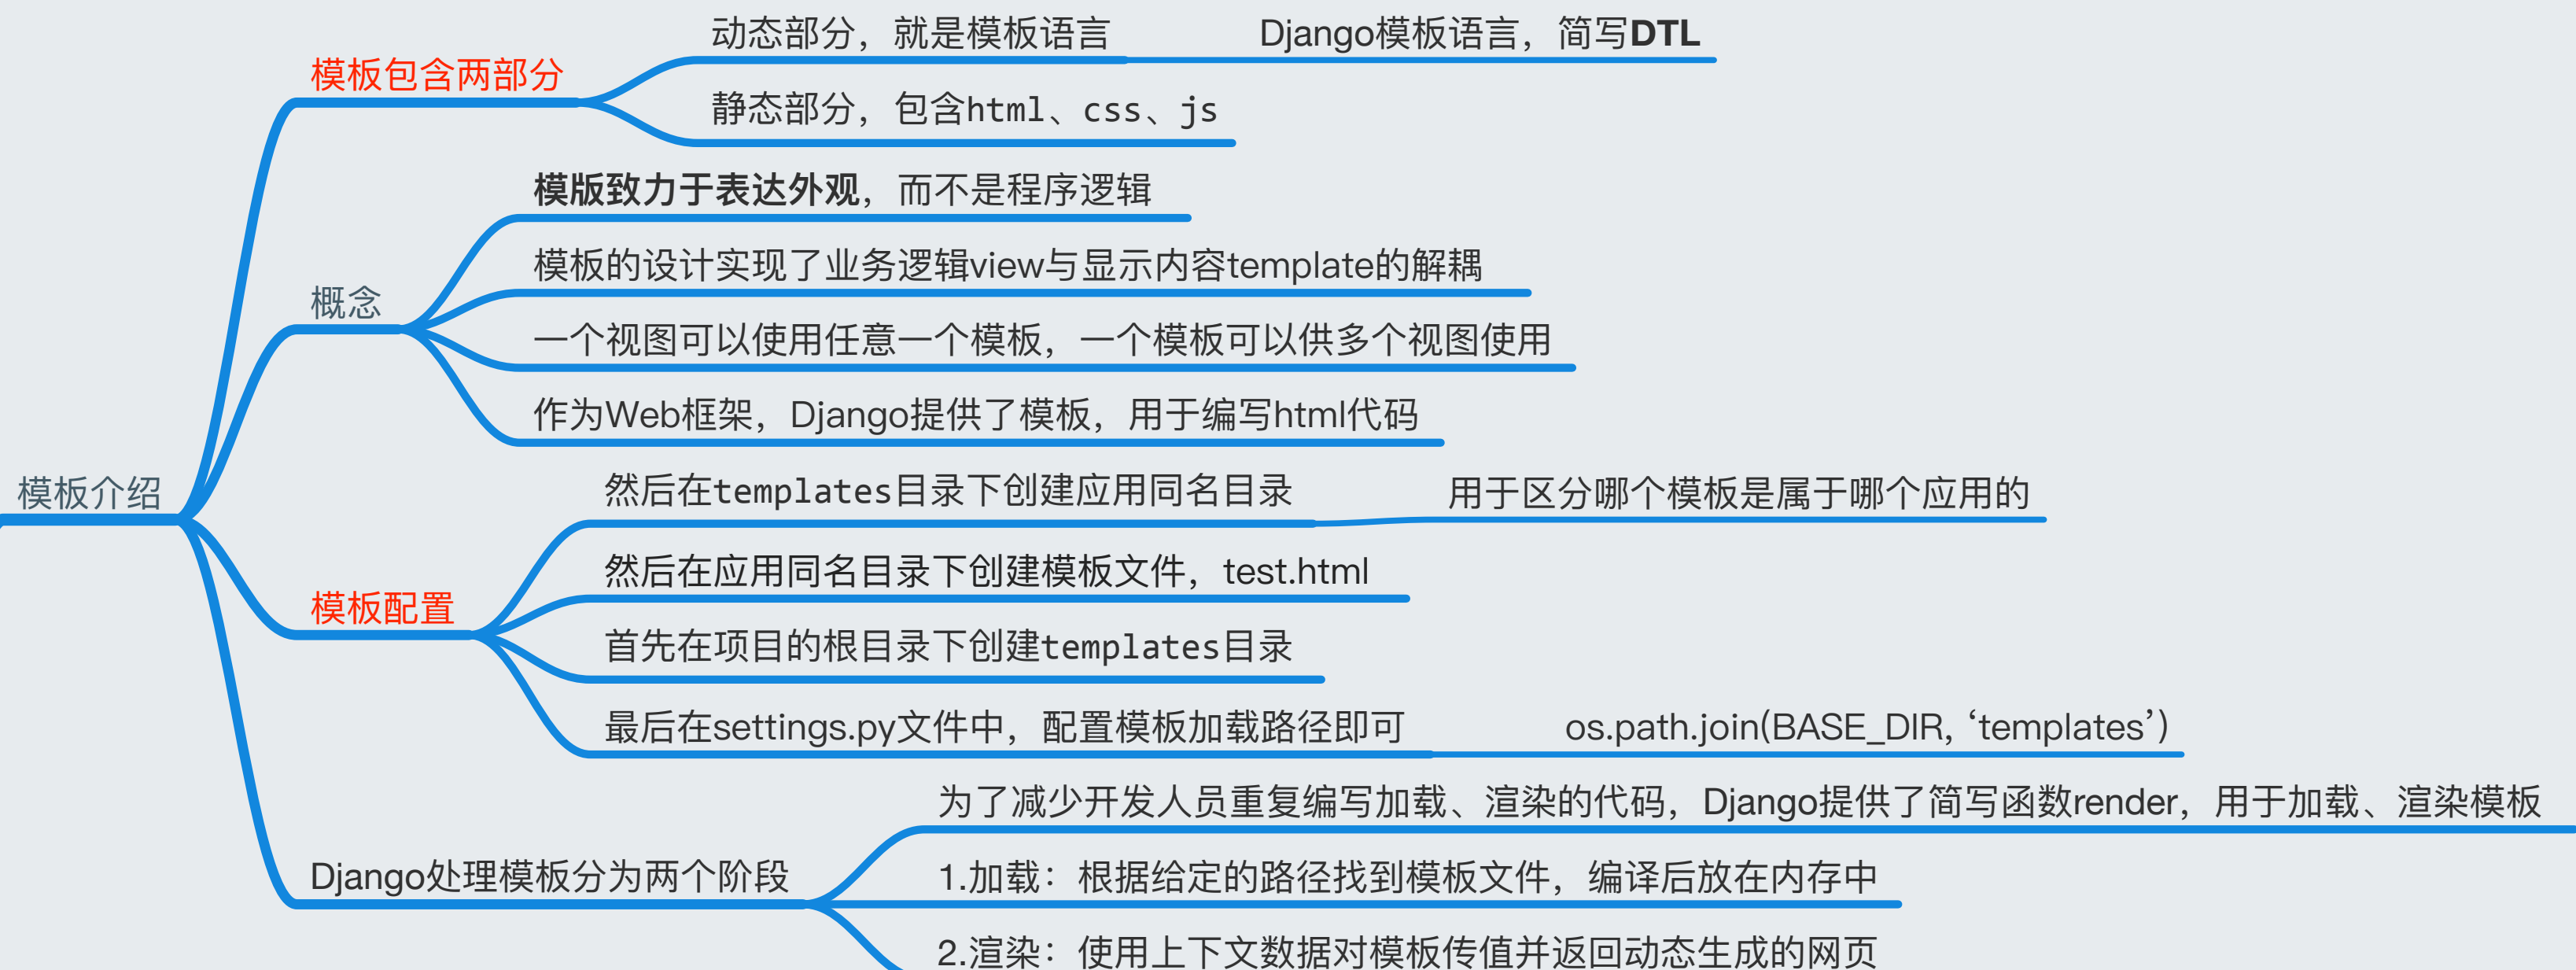 模板介绍
模板包含两部分
动态部分，就是模板语言
Django模板语言，简写DTL
静态部分，包含html、css、js
概念
模版致力于表达外观，而不是程序逻辑
模板的设计实现了业务逻辑view与显示内容template的解耦
一个视图可以使用任意一个模板，一个模板可以供多个视图使用
作为Web框架，Django提供了模板，用于编写html代码
模板配置
然后在templates目录下创建应用同名目录
用于区分哪个模板是属于哪个应用的
然后在应用同名目录下创建模板文件，test.html
首先在项目的根目录下创建templates目录
最后在settings.py文件中，配置模板加载路径即可
os.path.join(BASE_DIR, ‘templates’)
Django处理模板分为两个阶段
为了减少开发人员重复编写加载、渲染的代码，Django提供了简写函数render，用于加载、渲染模板
1.加载：根据给定的路径找到模板文件，编译后放在内存中
2.渲染：使用上下文数据对模板传值并返回动态生成的网页